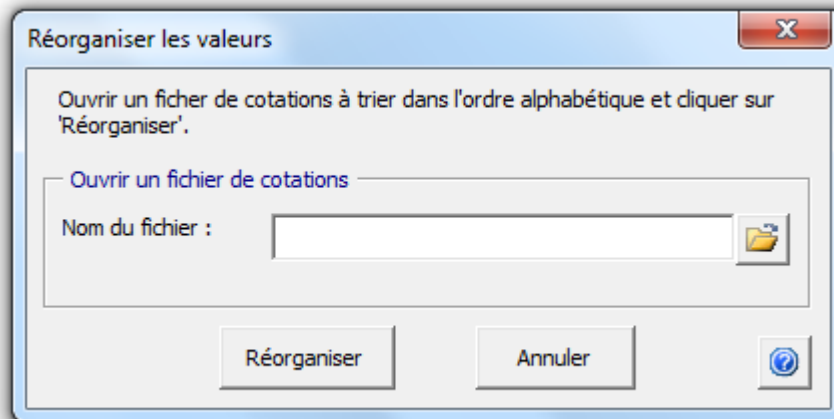 Réorganiser les valeurs
Ouvrir un ficher de cotations à trier dans l'ordre alphabétique et cliquer sur
'Réorganiser'.
Ouvrir un fichier de cotations
Nom du fichier :
Réorganiser
Annuler